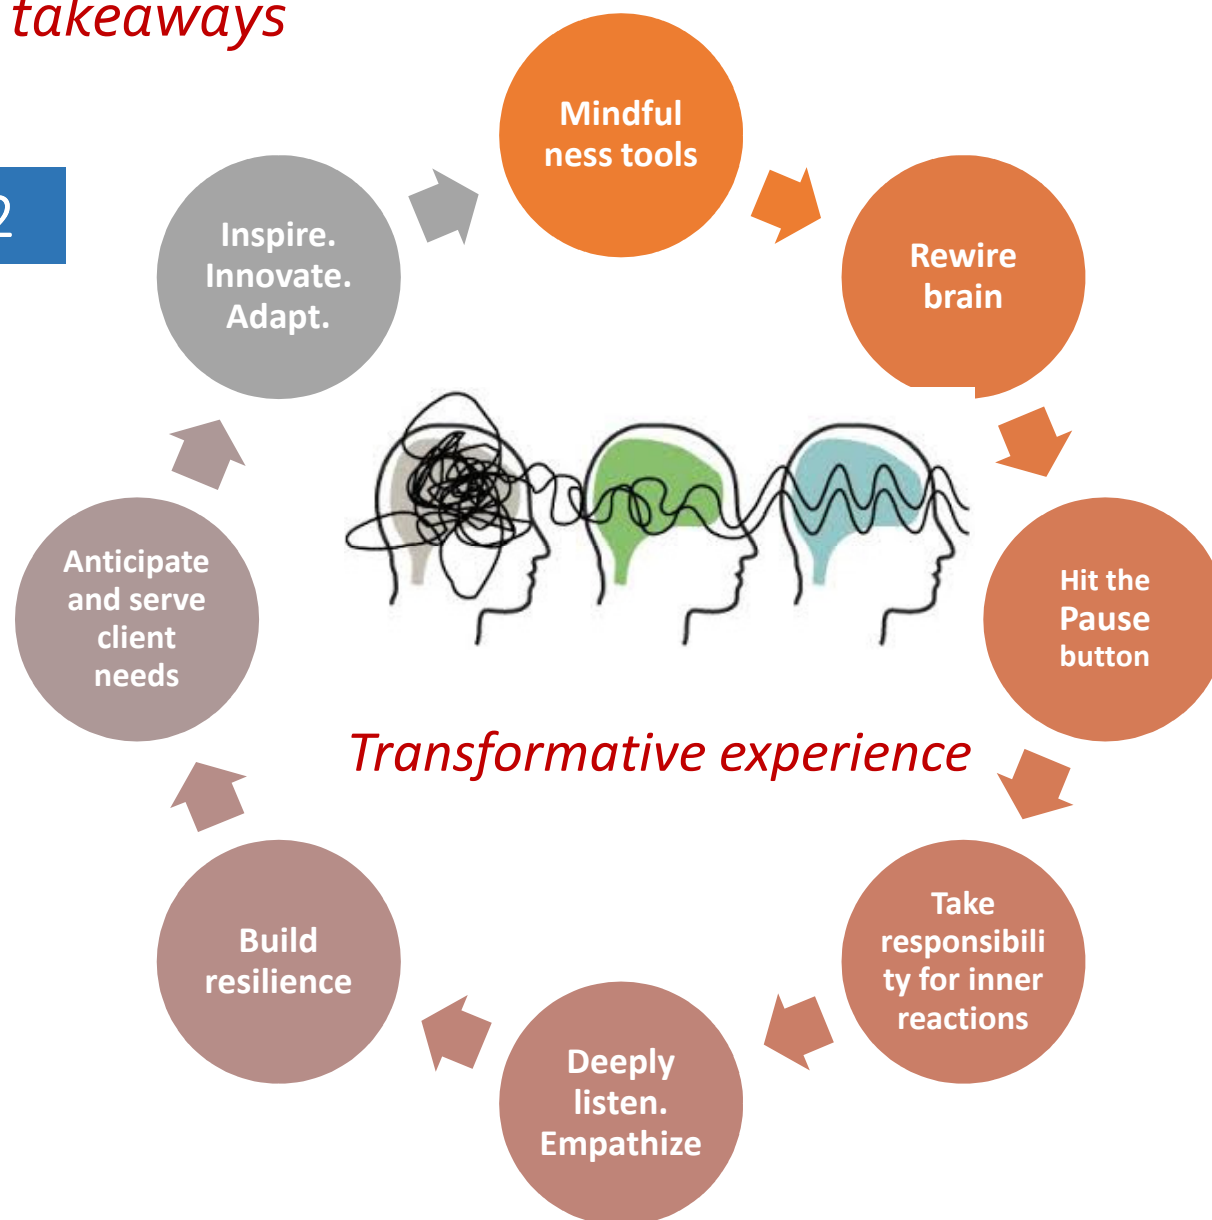 takeaways
2
Mindful
ness tools
Rewire
brain
Hit the
Pause
button
Take
responsibili
ty for inner
reactions
Deeply
listen.
Empathize
Build
resilience
Anticipate
and serve
client
needs
Inspire.
Innovate.
Adapt.
Transformative experience